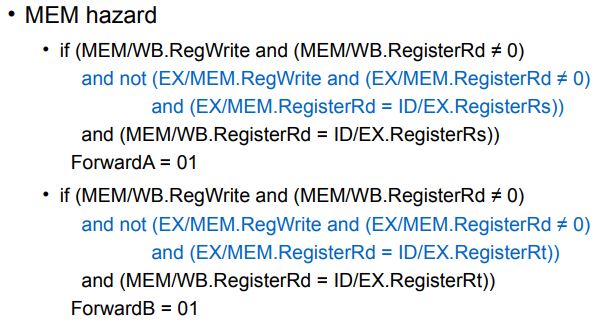 • MEM hazard
• if (MEM/WB.RegWrite and (MEM/WB.RegisterRd ≠ 0)
and not (EX/MEM.RegWrite and (EX/MEM.RegisterRd ≠ 0)
and (EX/MEM.RegisterRd = ID/EX.RegisterRs))
and (MEM/WB.RegisterRd = ID/EX.RegisterRs))
ForwardA = 01
• if (MEM/WB.RegWrite and (MEM/WB.RegisterRd ≠ 0)
and not (EX/MEM.RegWrite and (EX/MEM.RegisterRd ≠ 0)
and (EX/MEM.RegisterRd = ID/EX.RegisterRt))
and (MEM/WB.RegisterRd = ID/EX.RegisterRt))
ForwardB = 01